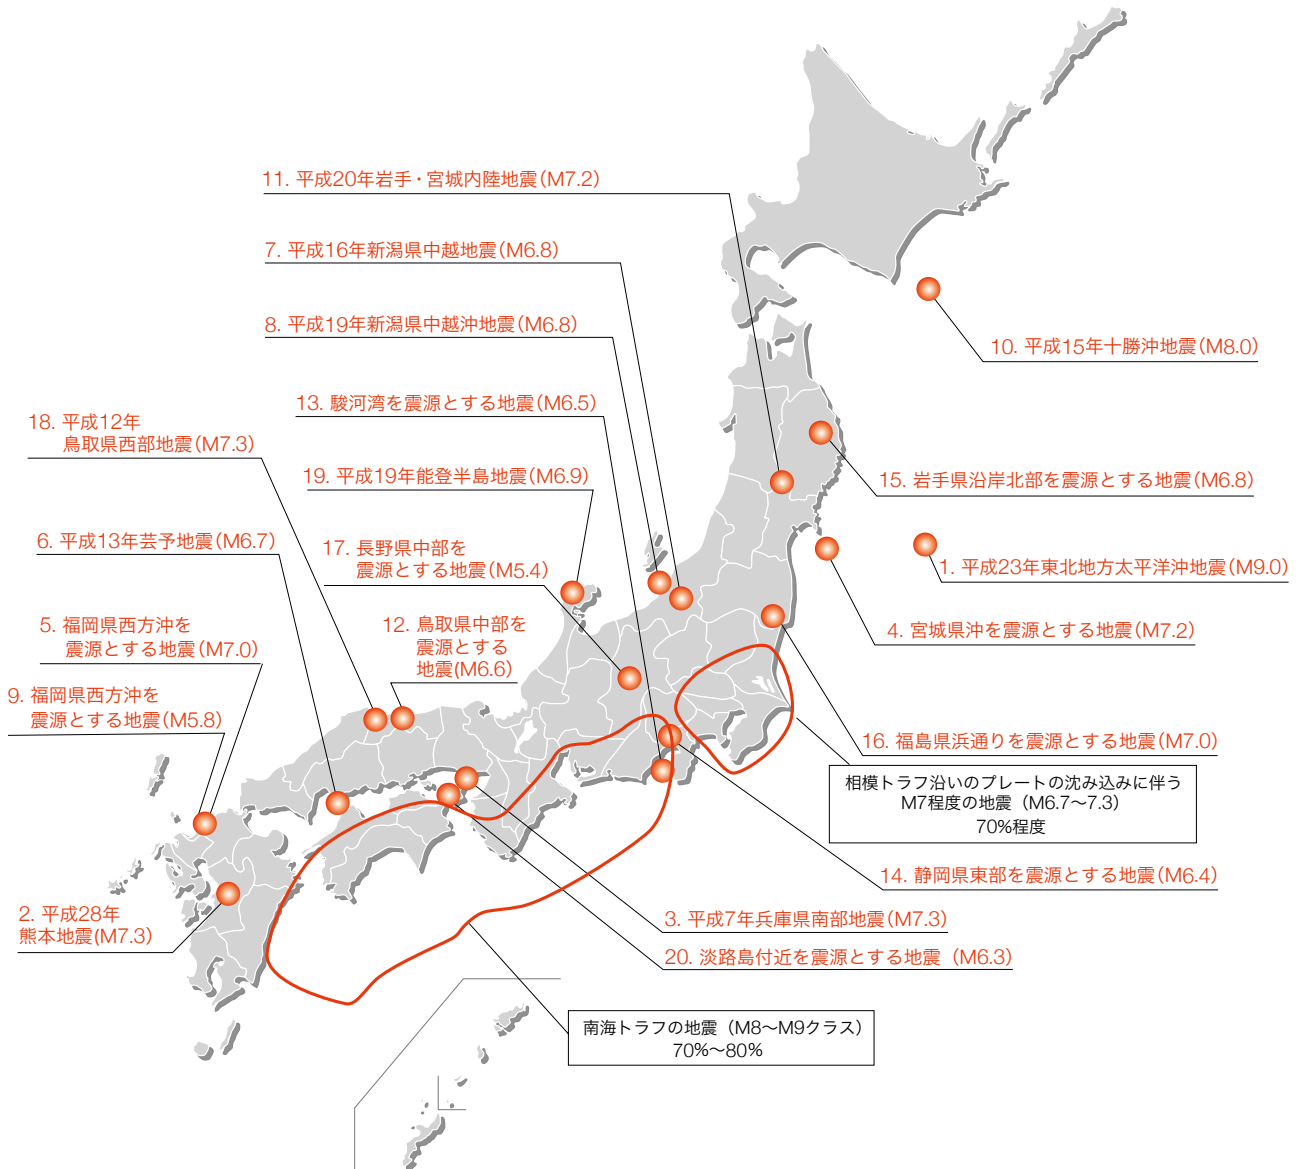 11. 平成20年岩手・宮城内陸地震(M7.2)
7. 平成16年新潟県中越地震(M6.8)
8. 平成19年新潟県中越沖地震(M6.8)
10. 平成15年十勝沖地震(M8.0)
13. 駿河湾を震源とする地震(M6.5)
18. 平成12年
鳥取県西部地震(M7.3)
19. 平成19年能登半島地震(M6.9)
15. 岩手県沿岸北部を震源とする地震(M6.8)
6. 平成13年芸予地震(M6.7)
17. 長野県中部を
震源とする地震(M5.4)
1. 平成23年東北地方太平洋沖地震(M9.0)
5. 福岡県西方沖を
震源とする地震(M7.0)
12. 鳥取県中部を
震源とする
地震(M6.6)
4. 宮城県沖を震源とする地震(M7.2)
9. 福岡県西方沖を
震源とする地震(M5.8)
16. 福島県浜通りを震源とする地震(M7.0)
相模トラフ沿いのプレートの沈み込みに伴う
M7程度の地震（M6.7〜7.3）
70%程度
14. 静岡県東部を震源とする地震(M6.4)
2. 平成28年
熊本地震(M7.3)
3. 平成7年兵庫県南部地震(M7.3)
20. 淡路島付近を震源とする地震（M6.3)
南海トラフの地震（M8〜M9クラス）
70%〜80%